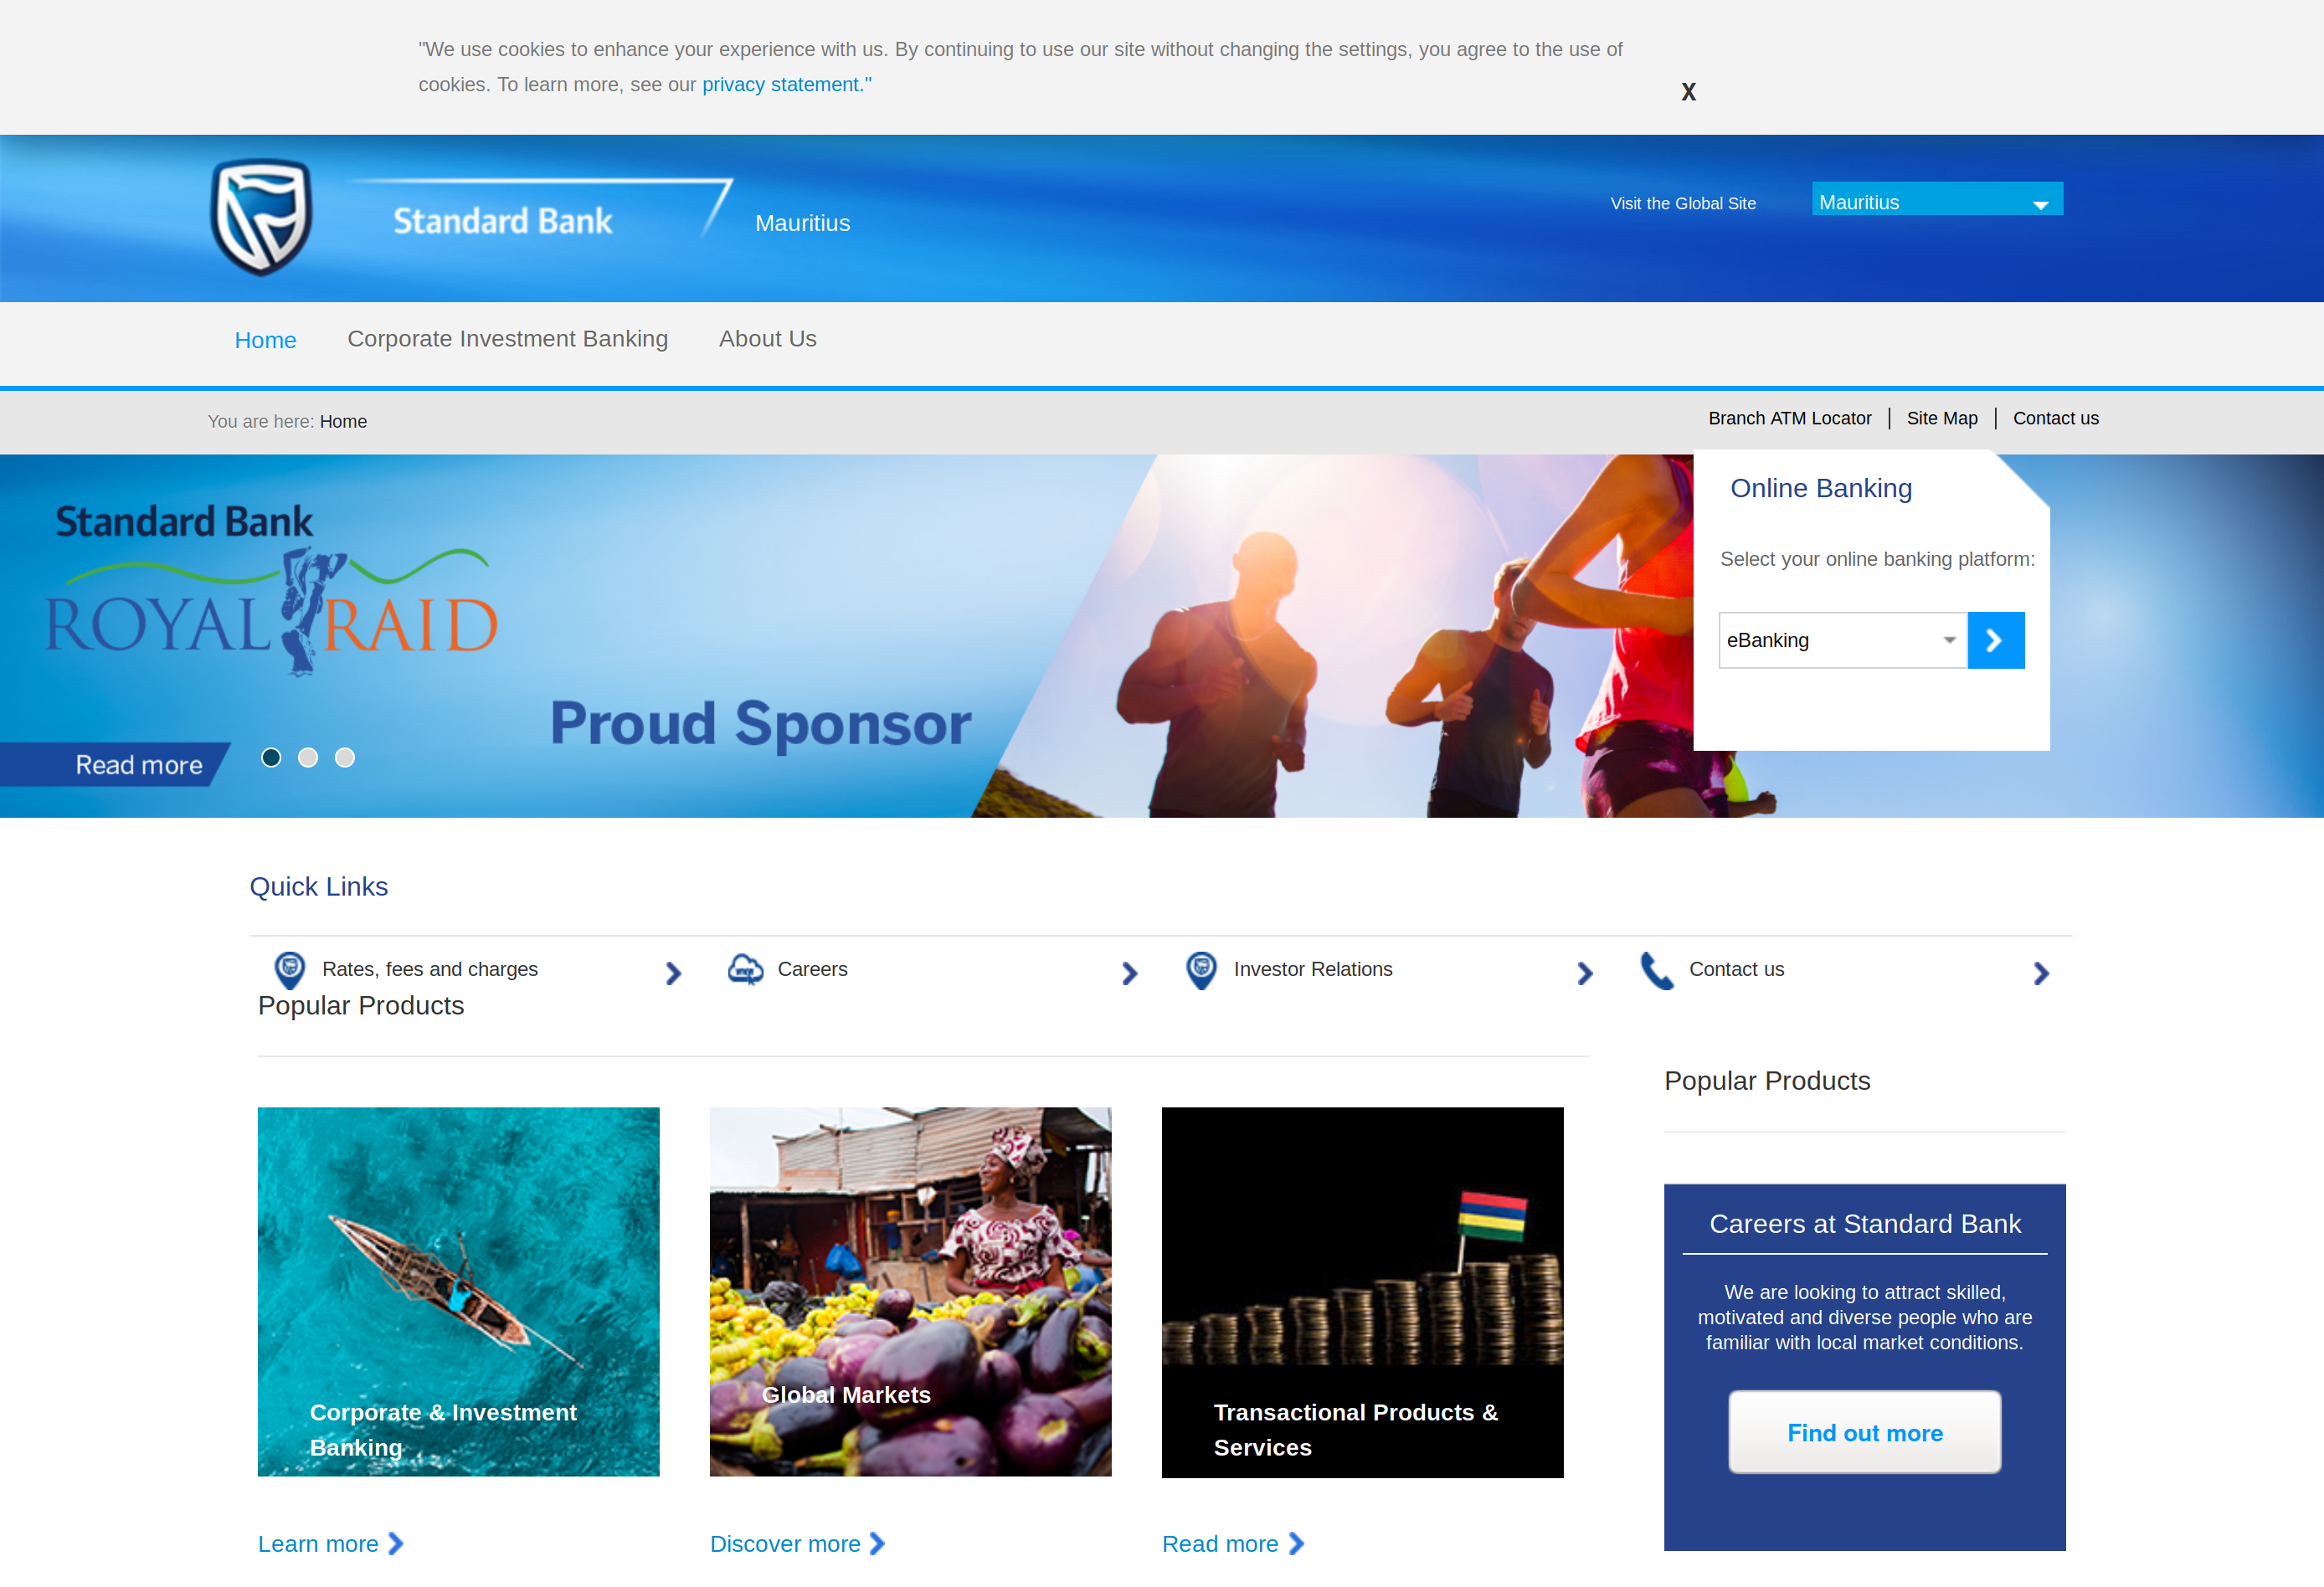 "We use cookies to enhance your experience with us. By continuing to use our site without changing the settings, you agree to the use of
cookies. To learn more, see our privacy statement."
X
Standard Bank
Mauritius
Visit the Global Site
Mauritius
Home
Corporate Investment Banking
About Us
You are here: Home
Branch ATM Locator
Site Map
Contact us
Standard Bank
ROYAL RAID
Proud Sponsor
Read more
Online Banking
Select your online banking platform:
eBanking
Quick Links
Rates, fees and charges
Careers
Investor Relations
Contact us
Popular Products
Corporate & Investment
Banking
Learn more
Global Markets
Discover more
Transactional Products &
Services
Read more
Popular Products
Careers at Standard Bank
We are looking to attract skilled,
motivated and diverse people who are
familiar with local market conditions.
Find out more